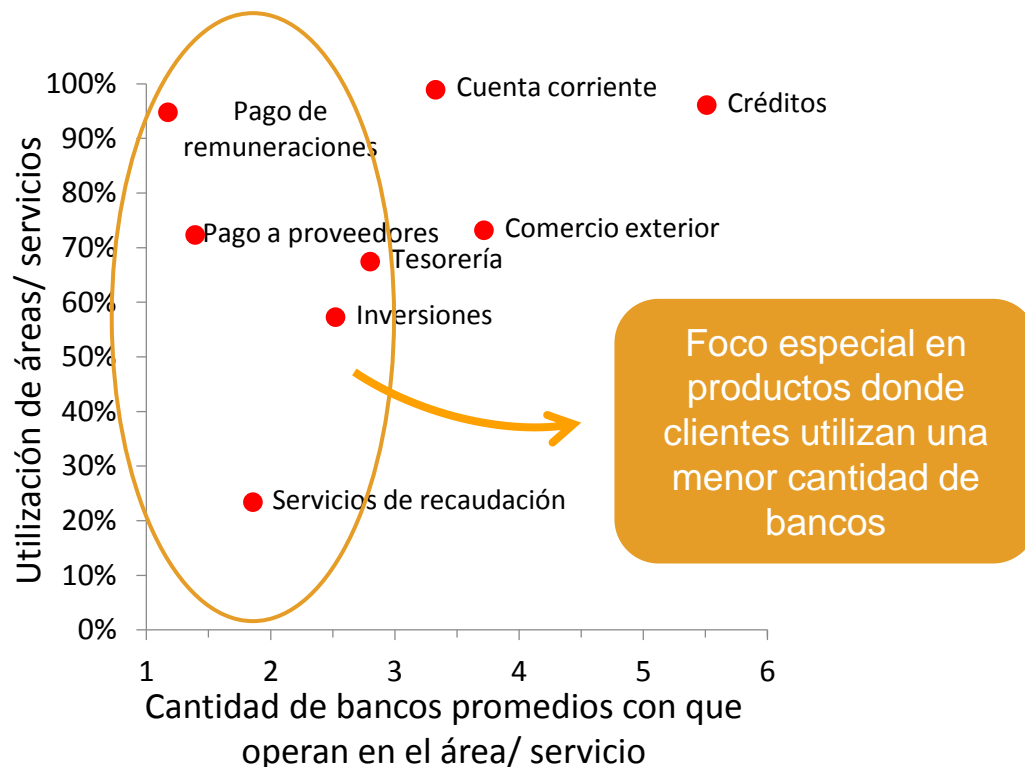 Utilización de áreas/ servicios
100%
90%
80%
70%
60%
50%
40%
30%
20%
10%
0%
Cuenta corriente
Créditos
Pago de
remuneraciones
Pago a proveedores
Comercio exterior
Tesorería
Inversiones
Servicios de recaudación
Foco especial en
productos donde
clientes utilizan una
menor cantidad de
bancos
1 2 3 4 5 6
Cantidad de bancos promedios con que
operan en el área/ servicio